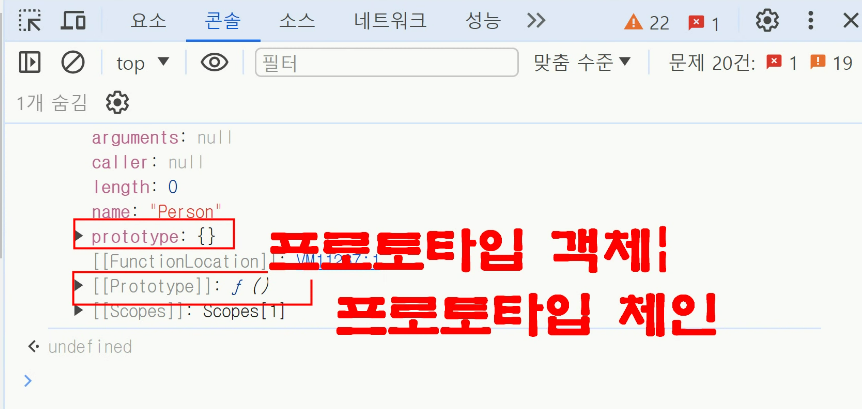 요소 콘솔 소스 네트워크 성능 22 1
top 필터 맞춤 수준 문제 20건: 1 19
1개 숨김
arguments: null
caller: null
length: 0
name: "Person"
prototype: {}
프로토타입 객체
[[FunctionLocation]]:
[[Prototype]]: ƒ ()
[[Scopes]]: Scopes[1]
프로토타입 체인
undefined